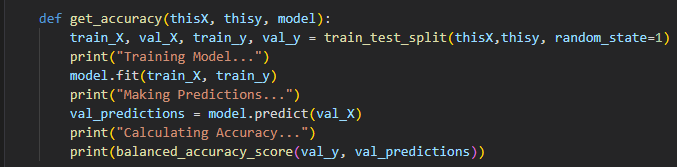 def get_accuracy(thisX, thisy, model):
    train_X, val_X, train_y, val_y = train_test_split(thisX,thisy, random_state=1)
    print("Training Model...")
    model.fit(train_X, train_y)
    print("Making Predictions...")
    val_predictions = model.predict(val_X)
    print("Calculating Accuracy...")
    print(balanced_accuracy_score(val_y, val_predictions))